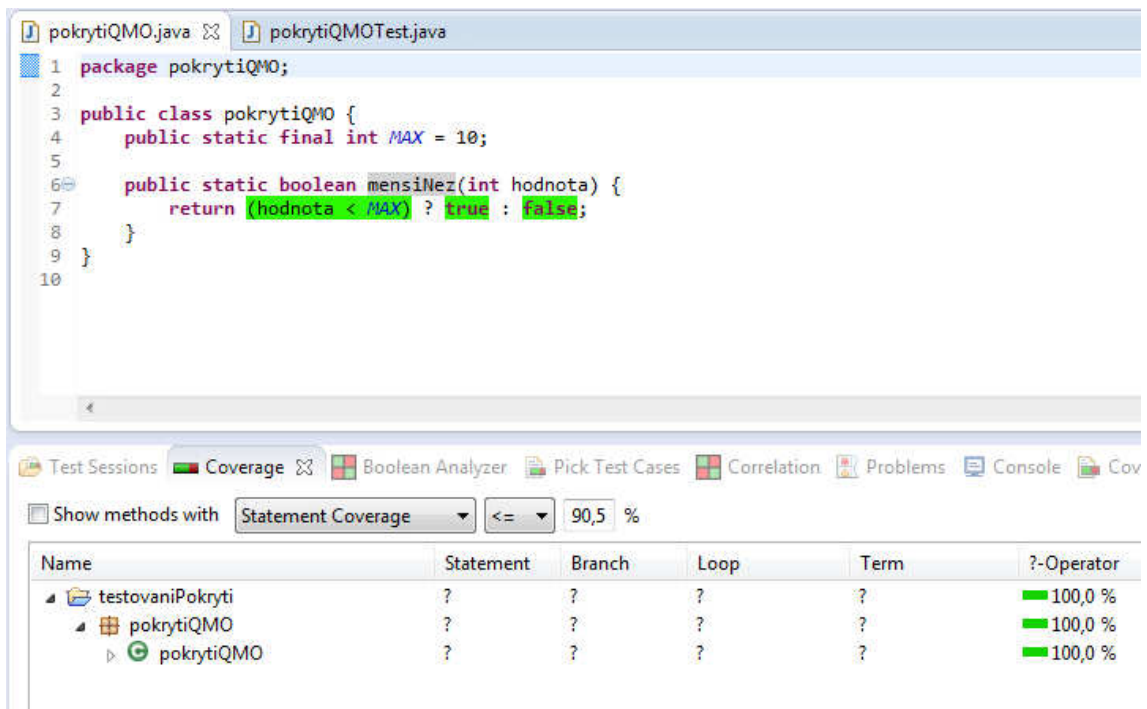 pokrytiQMO.java pokrytiQMOTest.java
1 package pokrytiQMO;
2
3 public class pokrytiQMO {
4 public static final int MAX = 10;
5
6 public static boolean mensiNez(int hodnota) {
7 return (hodnota < MAX) ? true : false;
8 }
9 }
10
Test Sessions Coverage Boolean Analyzer Pick Test Cases Correlation Problems Console Cov
Show methods with Statement Coverage <= 90,5 %
Name Statement Branch Loop Term ?-Operator
testovaniPokryti ? ? ? ? 100,0 %
pokrytiQMO ? ? ? ? 100,0 %
pokrytiQMO ? ? ? ? 100,0 %